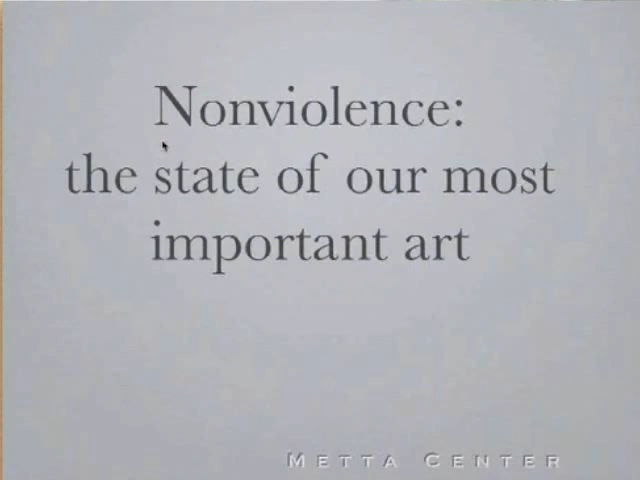 Nonviolence:
the state of our most
important art
METTA CENTER